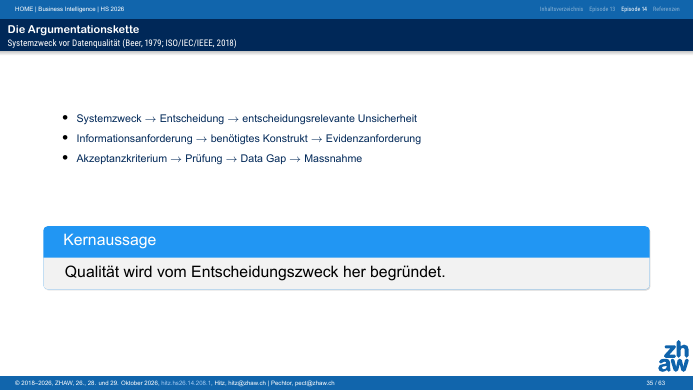 HOME | Business Intelligence | HS 2026
Inhaltsverzeichnis Episode 13 Episode 14 Referenzen
Die Argumentationskette
Systemzweck vor Datenqualität (Beer, 1979; ISO/IEC/IEEE, 2018)
• Systemzweck → Entscheidung → entscheidungsrelevante Unsicherheit
• Informationsanforderung → benötigtes Konstrukt → Evidenzanforderung
• Akzeptanzkriterium → Prüfung → Data Gap → Massnahme
Kernaussage
Qualität wird vom Entscheidungszweck her begründet.
zh
aw
© 2018–2026, ZHAW, 26., 28. und 29. Oktober 2026, hitz.hs26.14.208.1, Hitz, hitz@zhaw.ch | Pechtor, pect@zhaw.ch
35 / 63